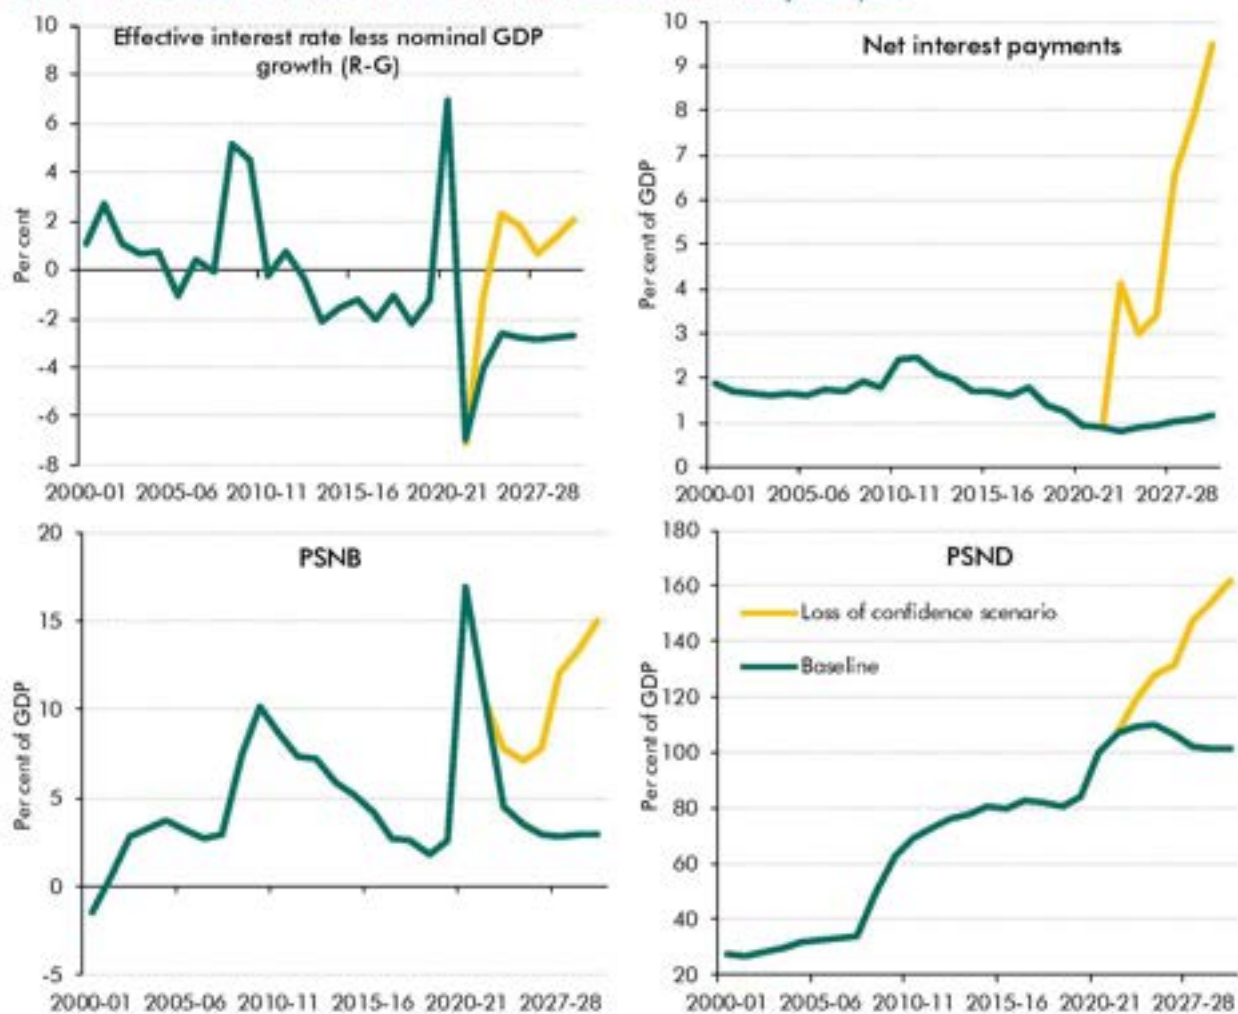 Effective interest rate less nominal GDP
growth (R-G)
Per cent
10
8
6
4
2
0
-2
-4
-6
-8
2000-01 2005-06 2010-11 2015-16 2020-21 2027-28
Net interest payments
Per cent of GDP
10
9
8
7
6
5
4
3
2
1
0
2000-01 2005-06 2010-11 2015-16 2020-21 2027-28
PSNB
Per cent of GDP
20
15
10
5
0
-5
2000-01 2005-06 2010-11 2015-16 2020-21 2027-28
PSND
Loss of confidence scenario
Baseline
Per cent of GDP
180
160
140
120
100
80
60
40
20
2000-01 2005-06 2010-11 2015-16 2020-21 2027-28